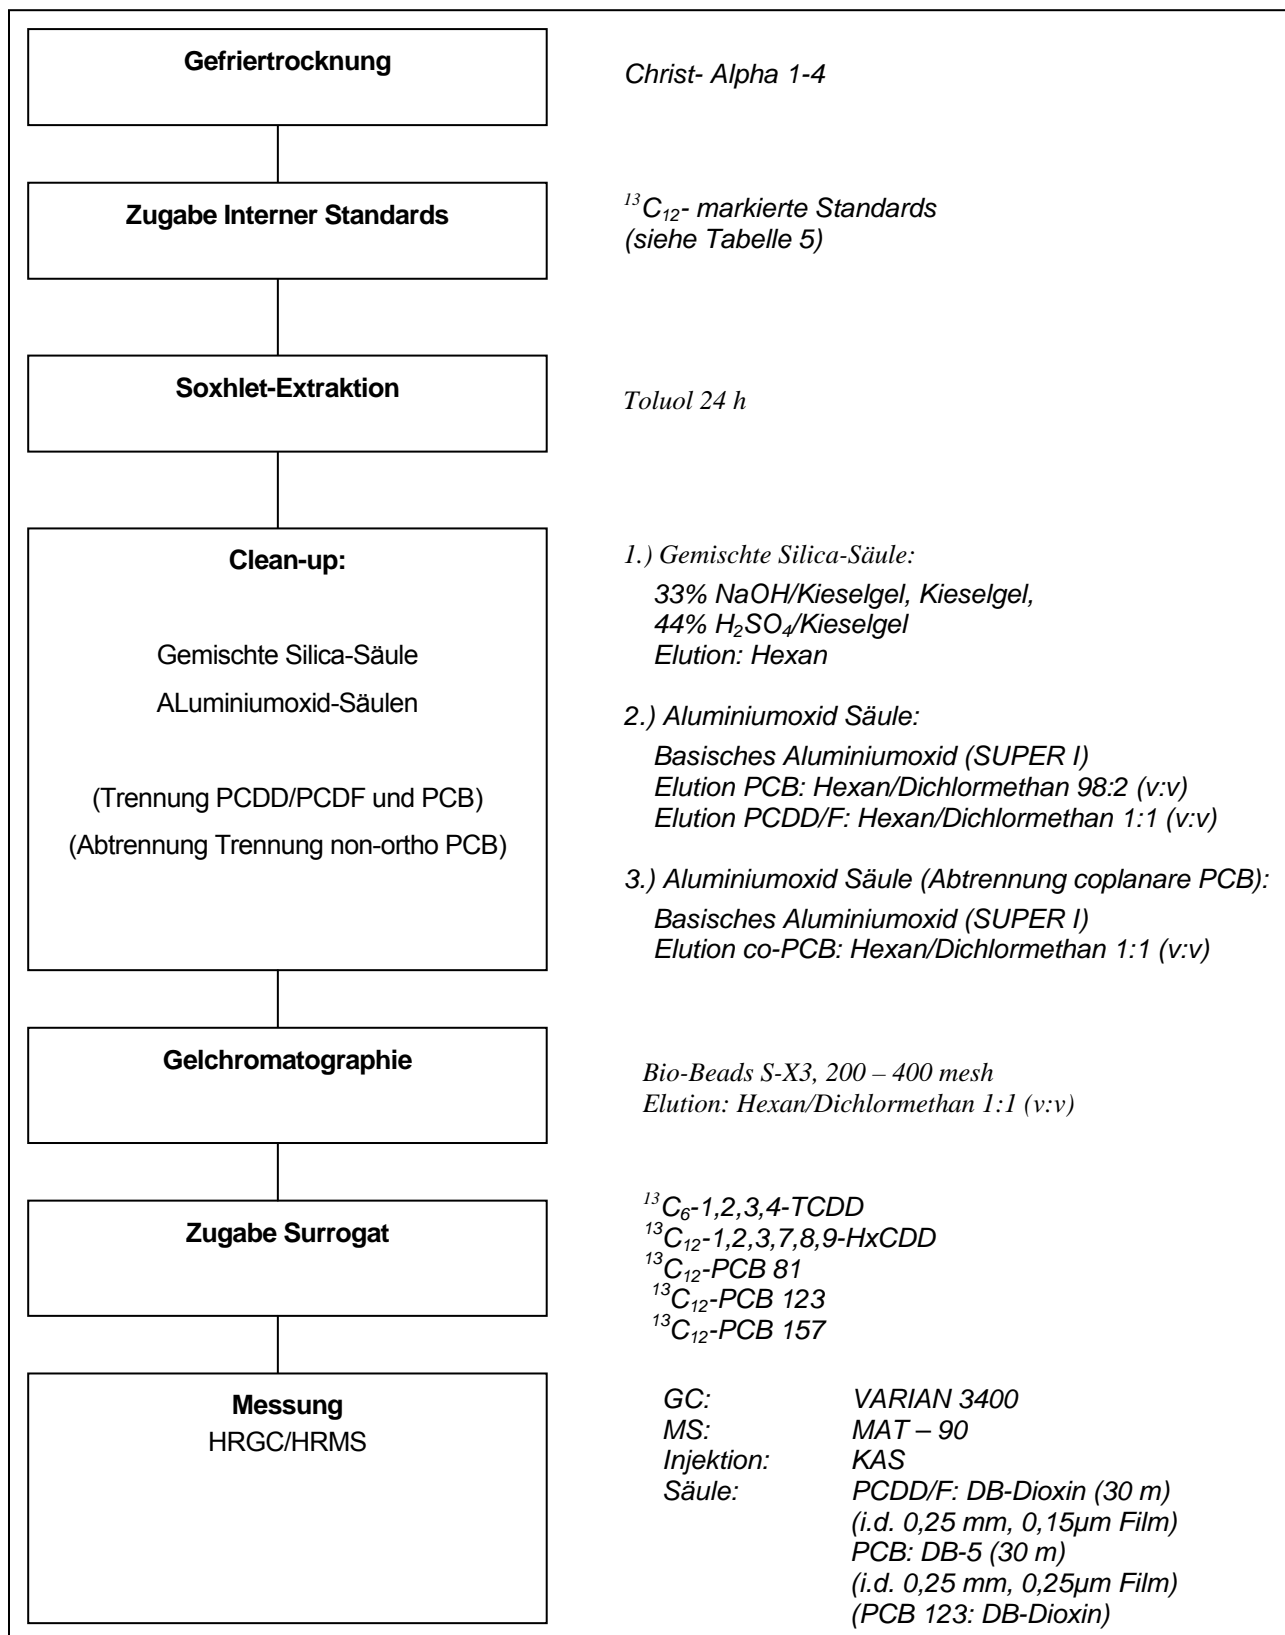 Gefriertrocknung
Christ- Alpha 1-4
Zugabe Interner Standards
¹³C₁₂- markierte Standards
(siehe Tabelle 5)
Soxhlet-Extraktion
Toluol 24 h
Clean-up:
Gemischte Silica-Säule
ALuminiumoxid-Säulen
(Trennung PCDD/PCDF und PCB)
(Abtrennung Trennung non-ortho PCB)
1.) Gemischte Silica-Säule:
33% NaOH/Kieselgel, Kieselgel,
44% H₂SO₄/Kieselgel
Elution: Hexan
2.) Aluminiumoxid Säule:
Basisches Aluminiumoxid (SUPER I)
Elution PCB: Hexan/Dichlormethan 98:2 (v:v)
Elution PCDD/F: Hexan/Dichlormethan 1:1 (v:v)
3.) Aluminiumoxid Säule (Abtrennung coplanare PCB):
Basisches Aluminiumoxid (SUPER I)
Elution co-PCB: Hexan/Dichlormethan 1:1 (v:v)
Gelchromatographie
Bio-Beads S-X3, 200 – 400 mesh
Elution: Hexan/Dichlormethan 1:1 (v:v)
Zugabe Surrogat
¹³C₆-1,2,3,4-TCDD
¹³C₁₂-1,2,3,7,8,9-HxCDD
¹³C₁₂-PCB 81
¹³C₁₂-PCB 123
¹³C₁₂-PCB 157
Messung
HRGC/HRMS
GC: VARIAN 3400
MS: MAT – 90
Injektion: KAS
Säule: PCDD/F: DB-Dioxin (30 m)
(i.d. 0,25 mm, 0,15µm Film)
PCB: DB-5 (30 m)
(i.d. 0,25 mm, 0,25µm Film)
(PCB 123: DB-Dioxin)